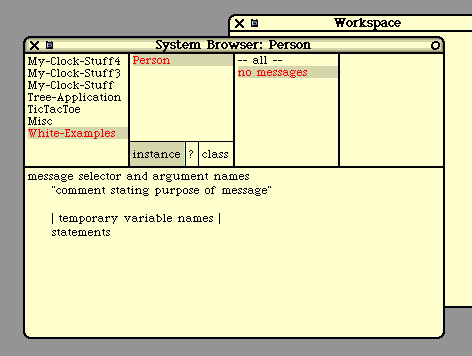 Workspace
System Browser: Person
My-Clock-Stuff4
My-Clock-Stuff3
My-Clock-Stuff
Tree-Application
TicTacToe
Misc
White-Examples
Person
instance ? class
-- all --
no messages
message selector and argument names
"comment stating purpose of message"
| temporary variable names |
statements